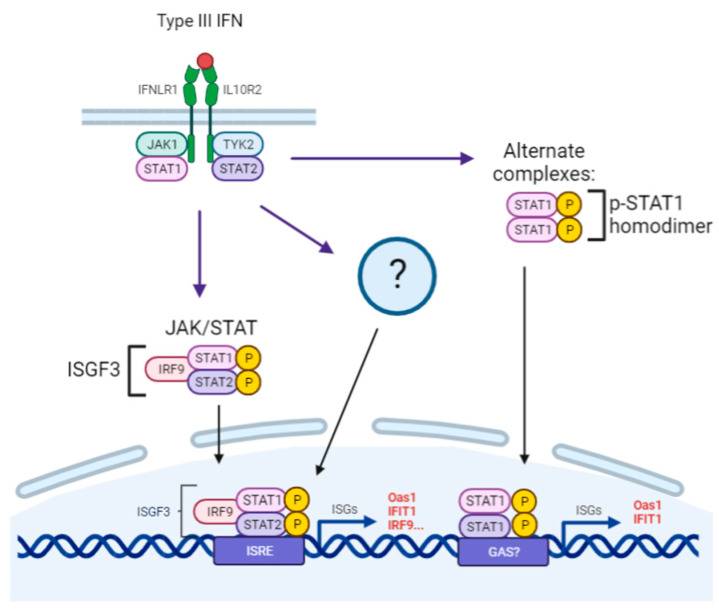 Type III IFN
IFNLR1
IL10R2
JAK1
TYK2
STAT1
STAT2
Alternate
complexes:
STAT1 P
STAT1 P
p-STAT1
homodimer
?
JAK/STAT
ISGF3
IRF9
STAT1 P
STAT2 P
ISGF3
IRF9
STAT1 P
STAT2 P
ISRE
ISGs
Oas1
IFIT1
IRF9...
STAT1 P
STAT1 P
GAS?
ISGs
Oas1
IFIT1